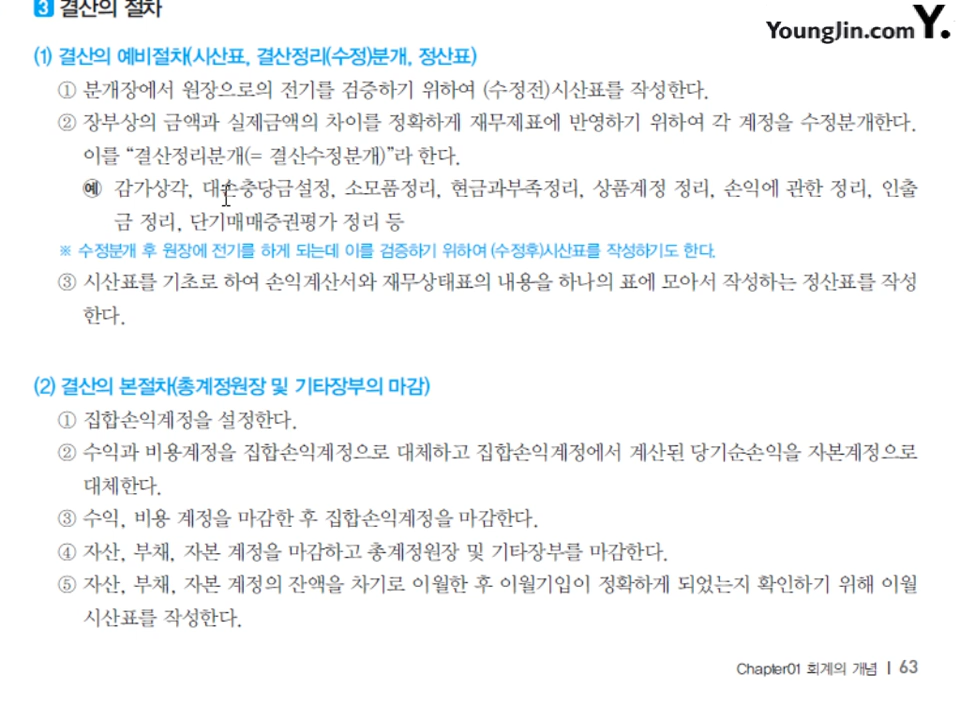 3 결산의 절차
YoungJin.com Y.
(1) 결산의 예비절차(시산표, 결산정리(수정)분개, 정산표)
① 분개장에서 원장으로의 전기를 검증하기 위하여 (수정전)시산표를 작성한다.
② 장부상의 금액과 실제금액의 차이를 정확하게 재무제표에 반영하기 위하여 각 계정을 수정분개한다.
이를 “결산정리분개(= 결산수정분개)”라 한다.
예 감가상각, 대손충당금설정, 소모품정리, 현금과부족정리, 상품계정 정리, 손익에 관한 정리, 인출
금 정리, 단기매매증권평가 정리 등
※ 수정분개 후 원장에 전기를 하게 되는데 이를 검증하기 위하여 (수정후)시산표를 작성하기도 한다.
③ 시산표를 기초로 하여 손익계산서와 재무상태표의 내용을 하나의 표에 모아서 작성하는 정산표를 작성
한다.
(2) 결산의 본절차(총계정원장 및 기타장부의 마감)
① 집합손익계정을 설정한다.
② 수익과 비용계정을 집합손익계정으로 대체하고 집합손익계정에서 계산된 당기순손익을 자본계정으로
대체한다.
③ 수익, 비용 계정을 마감한 후 집합손익계정을 마감한다.
④ 자산, 부채, 자본 계정을 마감하고 총계정원장 및 기타장부를 마감한다.
⑤ 자산, 부채, 자본 계정의 잔액을 차기로 이월한 후 이월기입이 정확하게 되었는지 확인하기 위해 이월
시산표를 작성한다.
Chapter01 회계의 개념 | 63